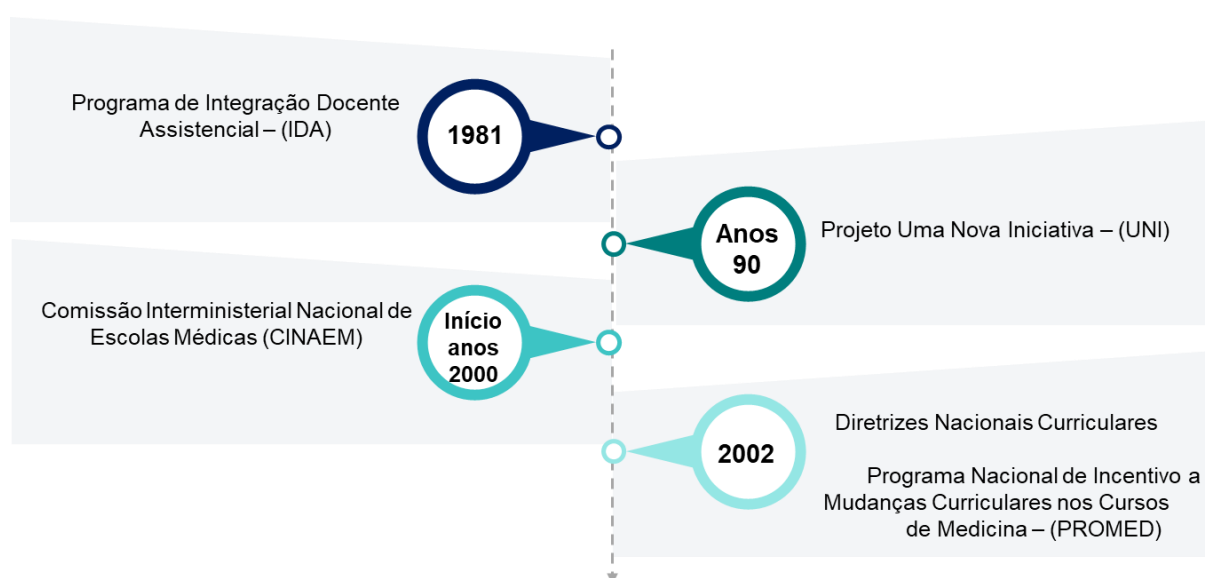 Programa de Integração Docente
Assistencial – (IDA)
1981
Anos
90
Projeto Uma Nova Iniciativa – (UNI)
Comissão Interministerial Nacional de
Escolas Médicas (CINAEM)
Início
anos
2000
2002
Diretrizes Nacionais Curriculares
Programa Nacional de Incentivo a
Mudanças Curriculares nos Cursos
de Medicina – (PROMED)